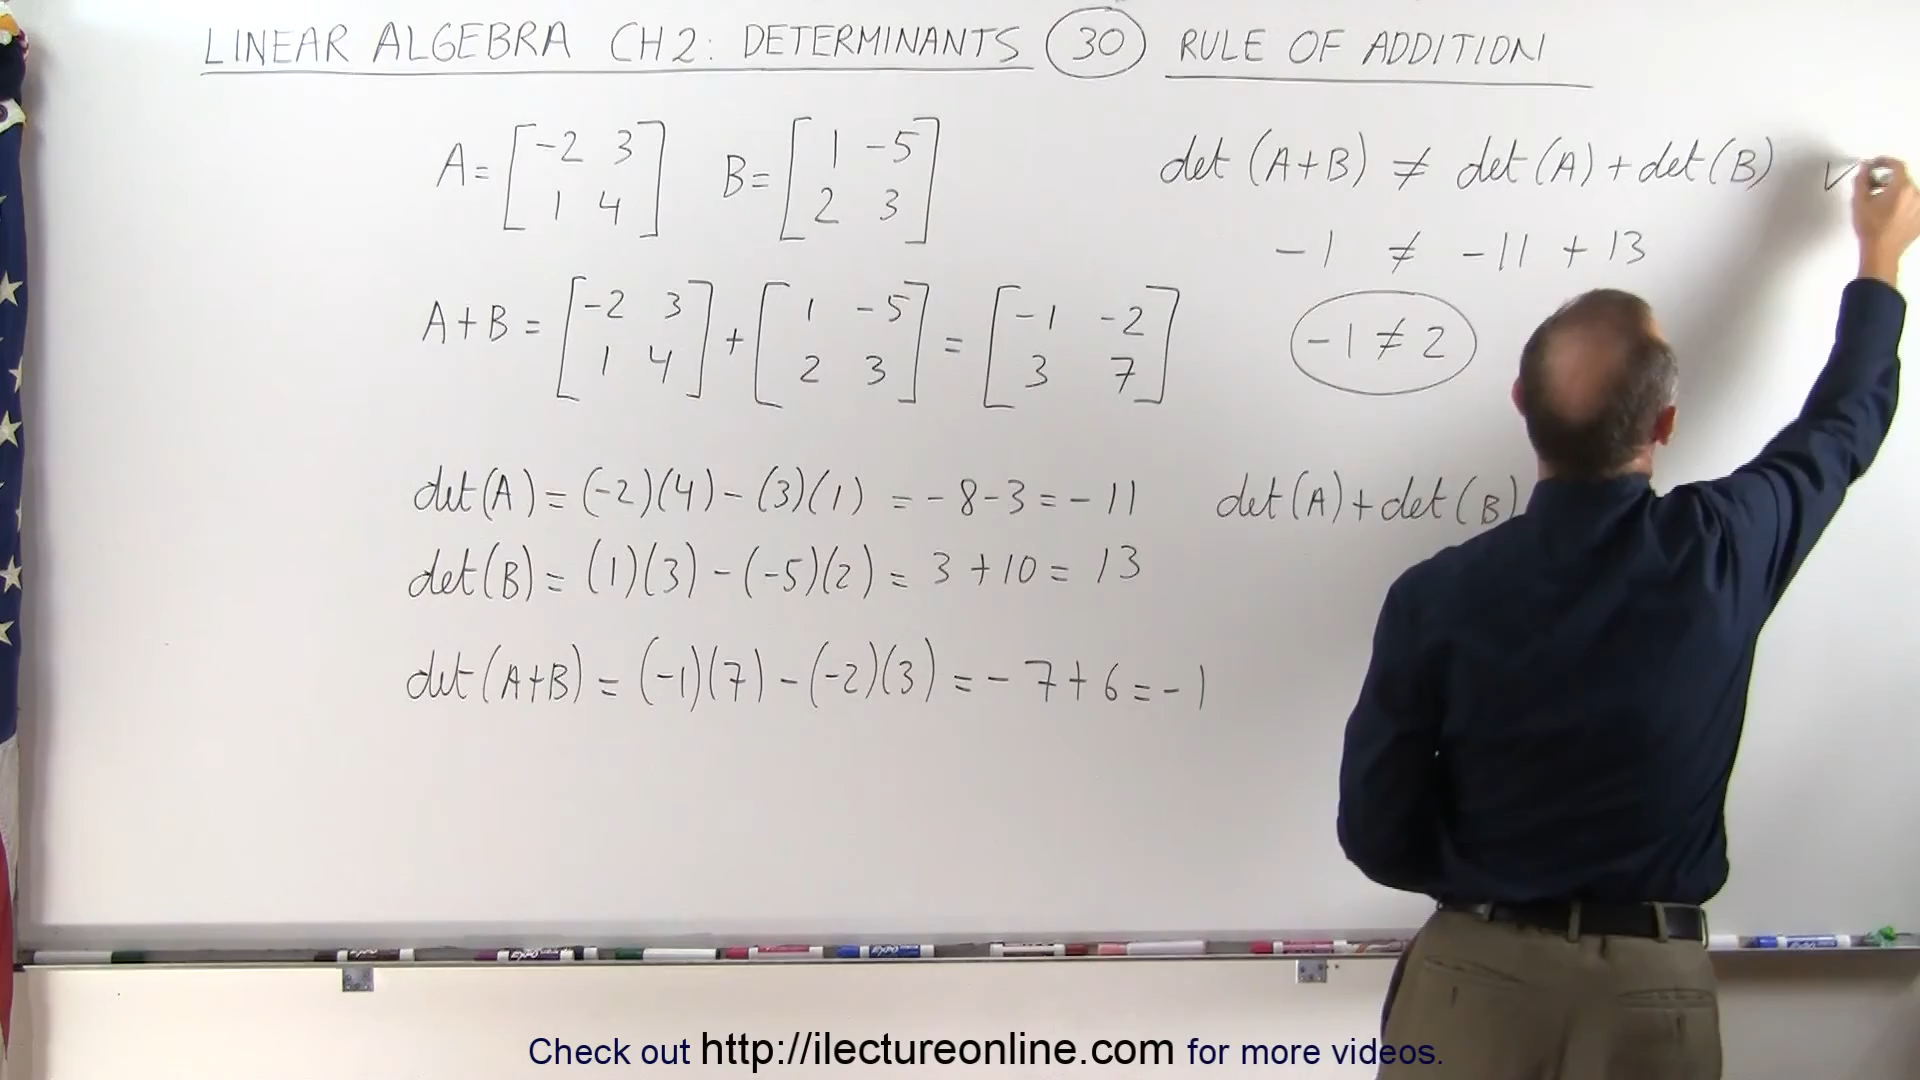 LINEAR ALGEBRA CH2: DETERMINANTS 30 RULE OF ADDITION
A= [-2 3 1 4] B= [1 -5 2 3]
det (A+B) ≠ det(A)+det(B)
-1 ≠ -11 + 13
A+B = [-2 3 1 4] + [1 -5 2 3] = [-1 -2 3 7]
-1 ≠ 2
det(A) = (-2)(4) - (3)(1) = -8-3 = -11
det(A)+det(B)
det(B) = (1)(3) - (-5)(2) = 3 +10 = 13
det(A+B) = (-1)(7) - (-2)(3) = -7+6 = -1
EXPO
Check out http://ilectureonline.com for more videos.